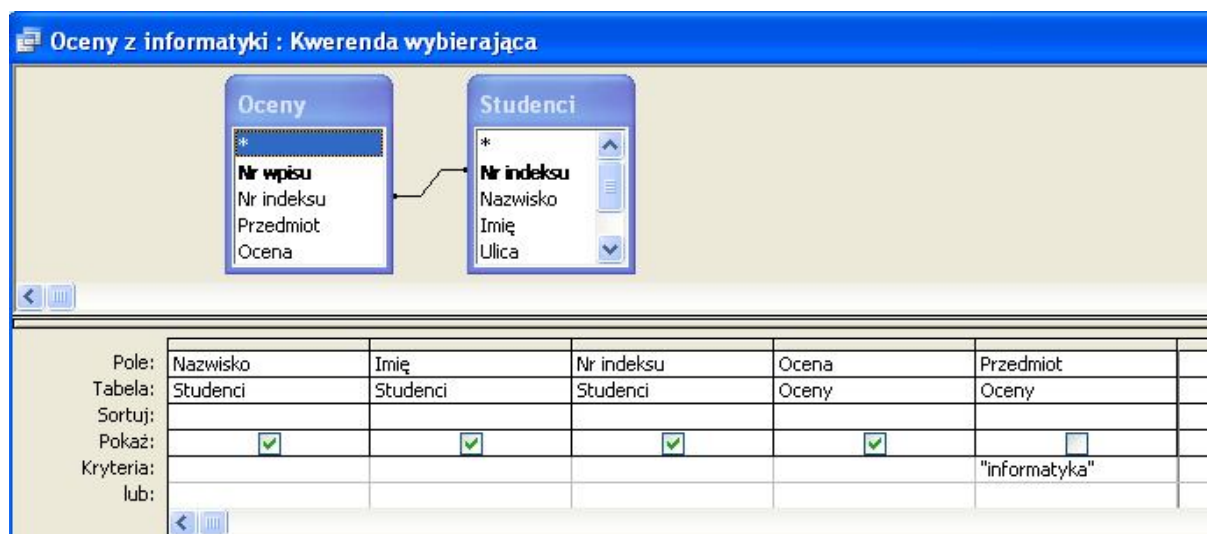 Oceny z informatyki : Kwerenda wybierająca
Oceny
*
Nr wpisu
Nr indeksu
Przedmiot
Ocena
Studenci
*
Nr indeksu
Nazwisko
Imię
Ulica
Pole: Nazwisko Imię Nr indeksu Ocena Przedmiot
Tabela: Studenci Studenci Studenci Oceny Oceny
Sortuj:
Pokaż:
Kryteria: "informatyka"
lub: